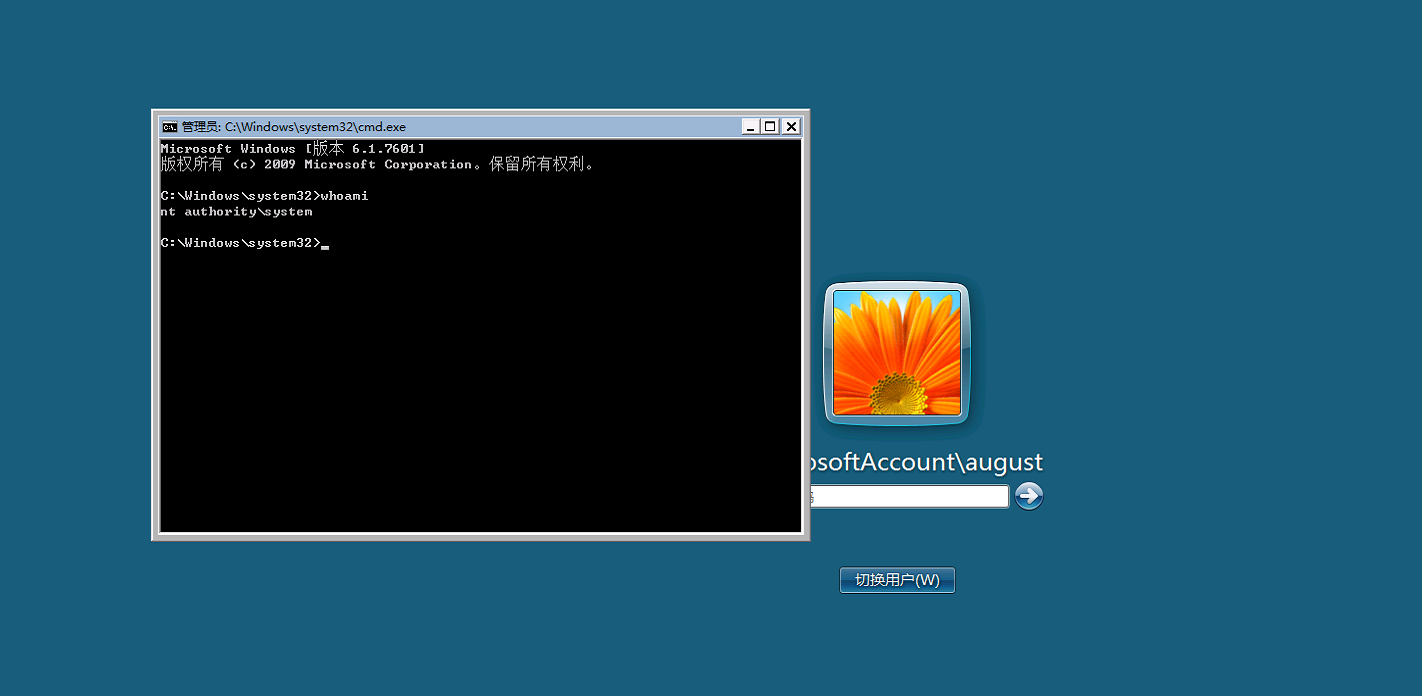 管理员: C:\Windows\system32\cmd.exe
Microsoft Windows [版本 6.1.7601]
版权所有 (c) 2009 Microsoft Corporation。保留所有权利。
C:\Windows\system32>whoami
nt authority\system
C:\Windows\system32>
osoftAccount\august
切换用户(W)